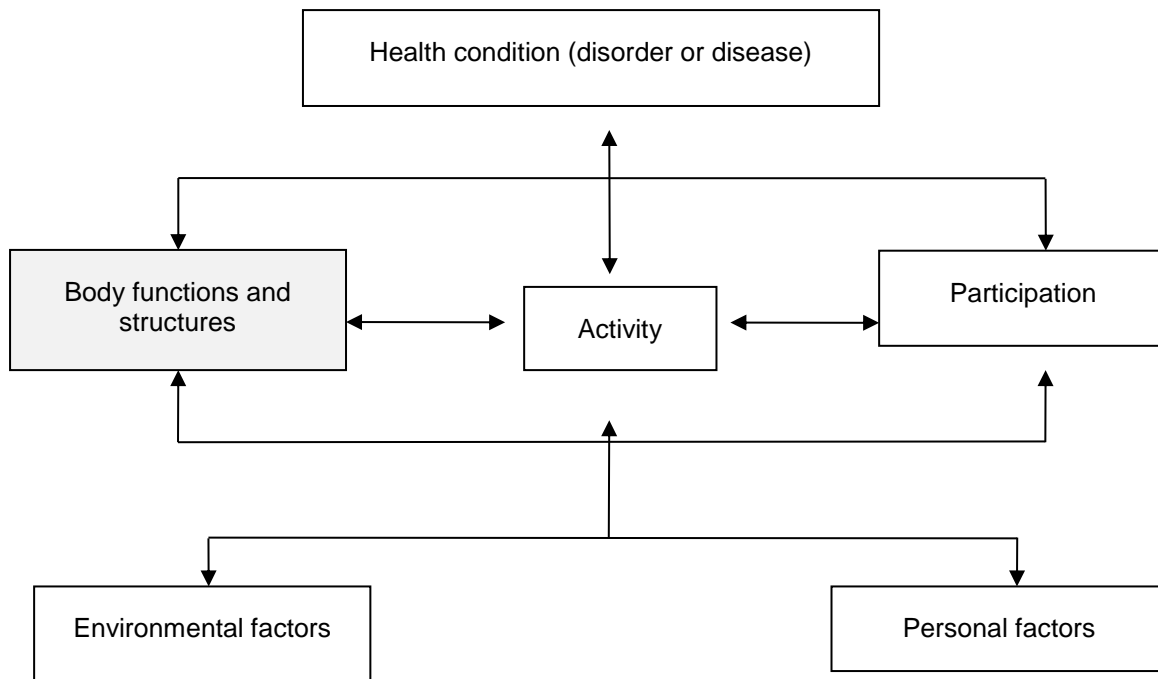 Health condition (disorder or disease)
Body functions and
structures
Activity
Participation
Environmental factors
Personal factors